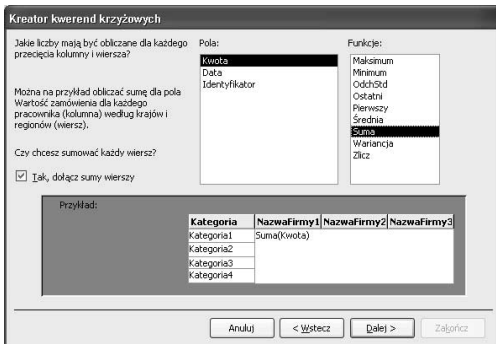 Kreator kwerend krzyżowych
Jakie liczby mają być obliczane dla każdego
przecięcia kolumny i wiersza?
Można na przykład obliczać sumę dla pola
Wartość zamówienia dla każdego
pracownika (kolumna) według krajów i
regionów (wiersz).
Czy chcesz sumować każdy wiersz?
Tak, dołącz sumy wierszy
Pola:
Kwota
Data
Identyfikator
Funkcje:
Maksimum
Minimum
OdchStd
Ostatni
Pierwszy
Średnia
Suma
Wariancja
Zlicz
Przykład:
Kategoria NazwaFirmy1 NazwaFirmy2 NazwaFirmy3
Kategoria1 Suma(Kwota)
Kategoria2
Kategoria3
Kategoria4
Anuluj < Wstecz Dalej > Zakończ